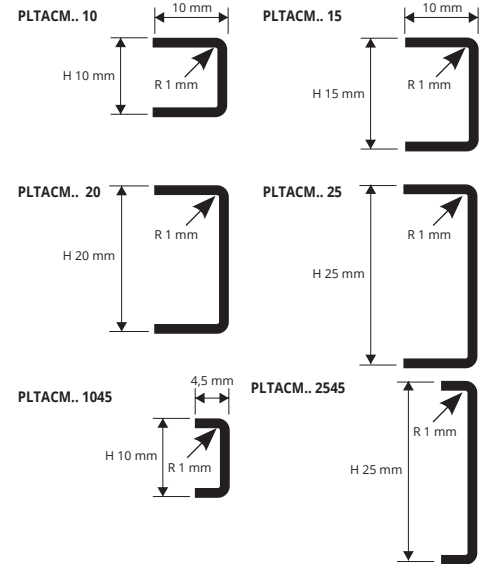 PLTACM.. 10
10 mm
H 10 mm
R 1 mm
PLTACM.. 15
10 mm
H 15 mm
R 1 mm
PLTACM.. 20
H 20 mm
R 1 mm
PLTACM.. 25
H 25 mm
R 1 mm
PLTACM.. 1045
4,5 mm
H 10 mm
R 1 mm
PLTACM.. 2545
H 25 mm
R 1 mm